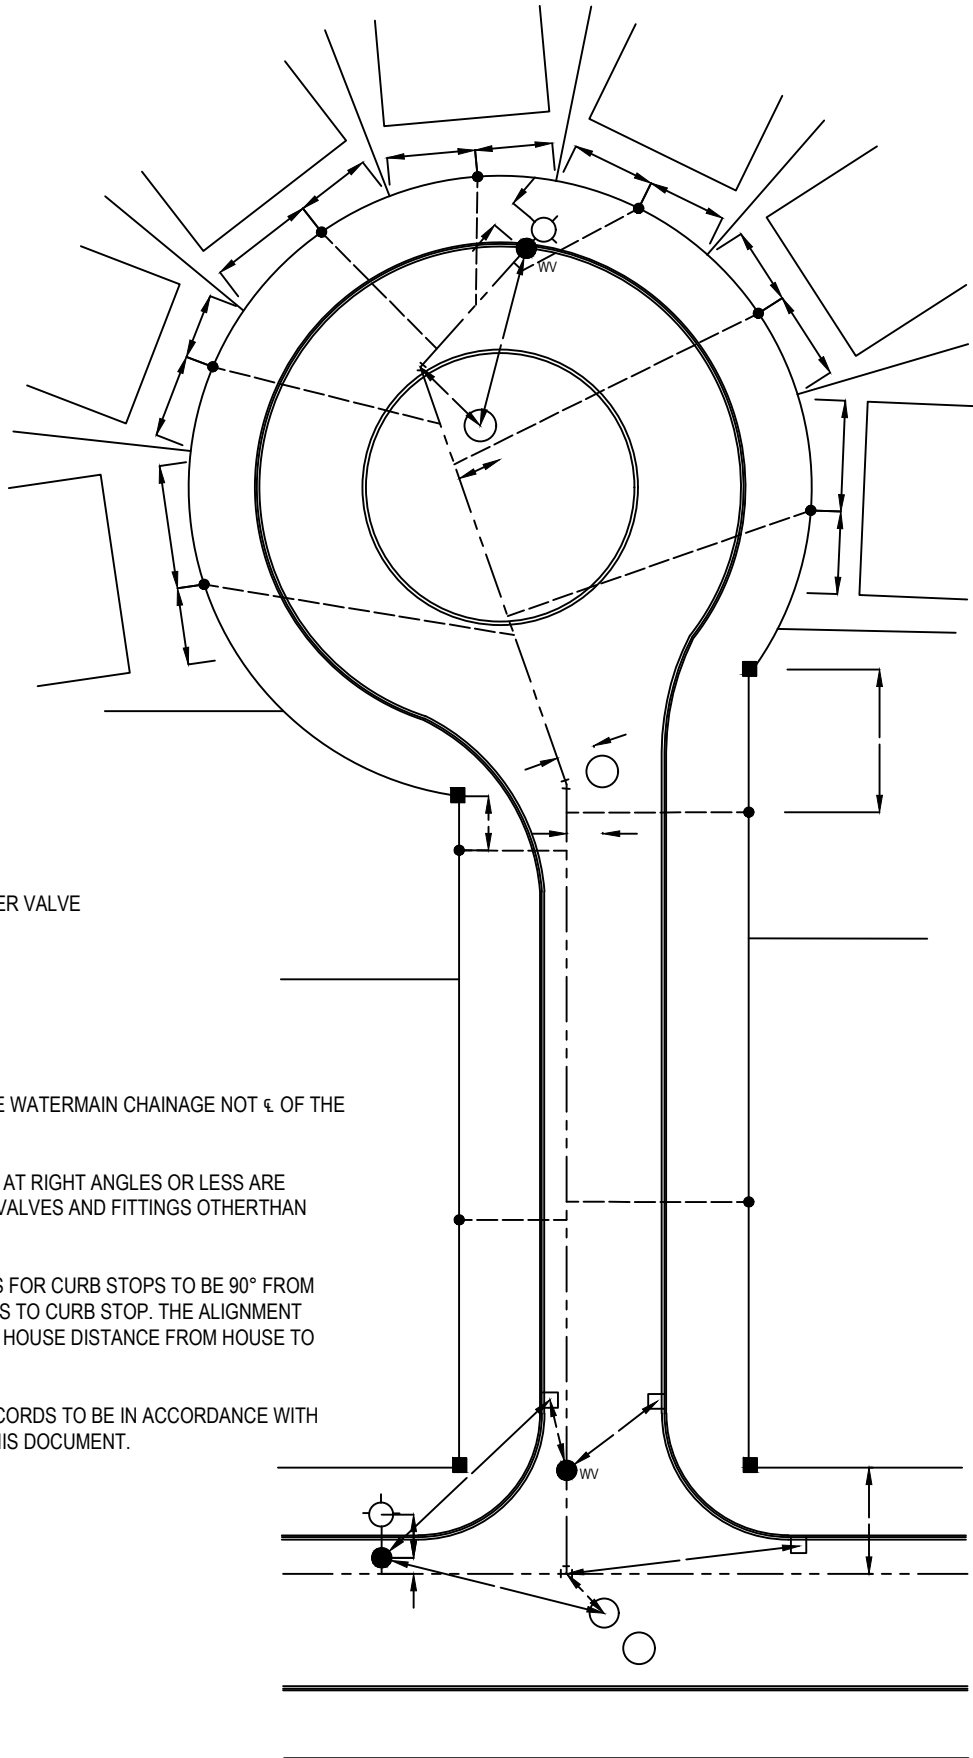 WV
ER VALVE
E WATERMAIN CHAINAGE NOT ℄ OF THE
AT RIGHT ANGLES OR LESS ARE
VALVES AND FITTINGS OTHERTHAN
S FOR CURB STOPS TO BE 90° FROM
S TO CURB STOP. THE ALIGNMENT
HOUSE DISTANCE FROM HOUSE TO
CORDS TO BE IN ACCORDANCE WITH
HIS DOCUMENT.
WV